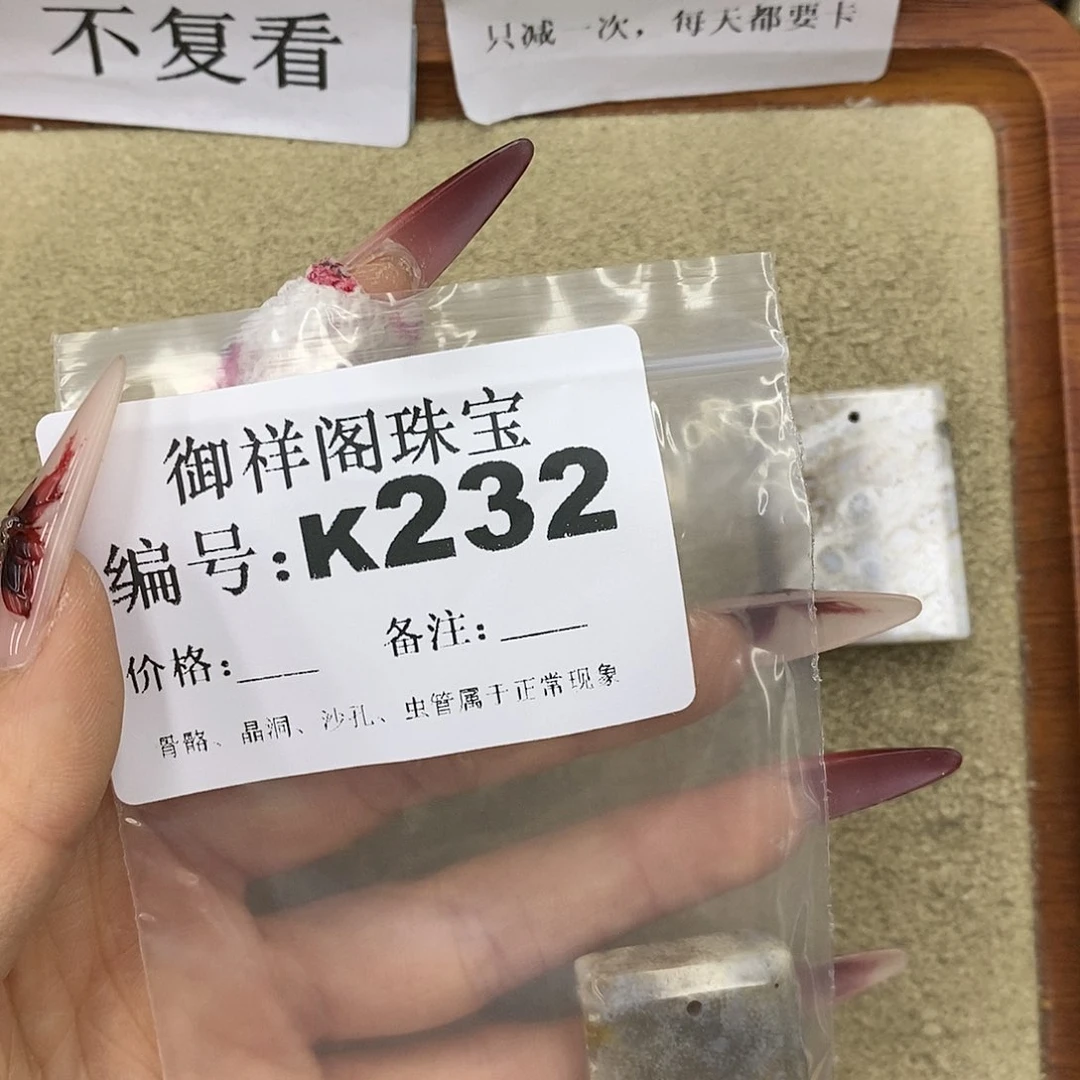 不复看
只减一次，每天都要卡
御祥阁珠宝
编号:K232
价格:___ 备注:____
骨骼、晶洞、沙孔、虫管属于正常现象